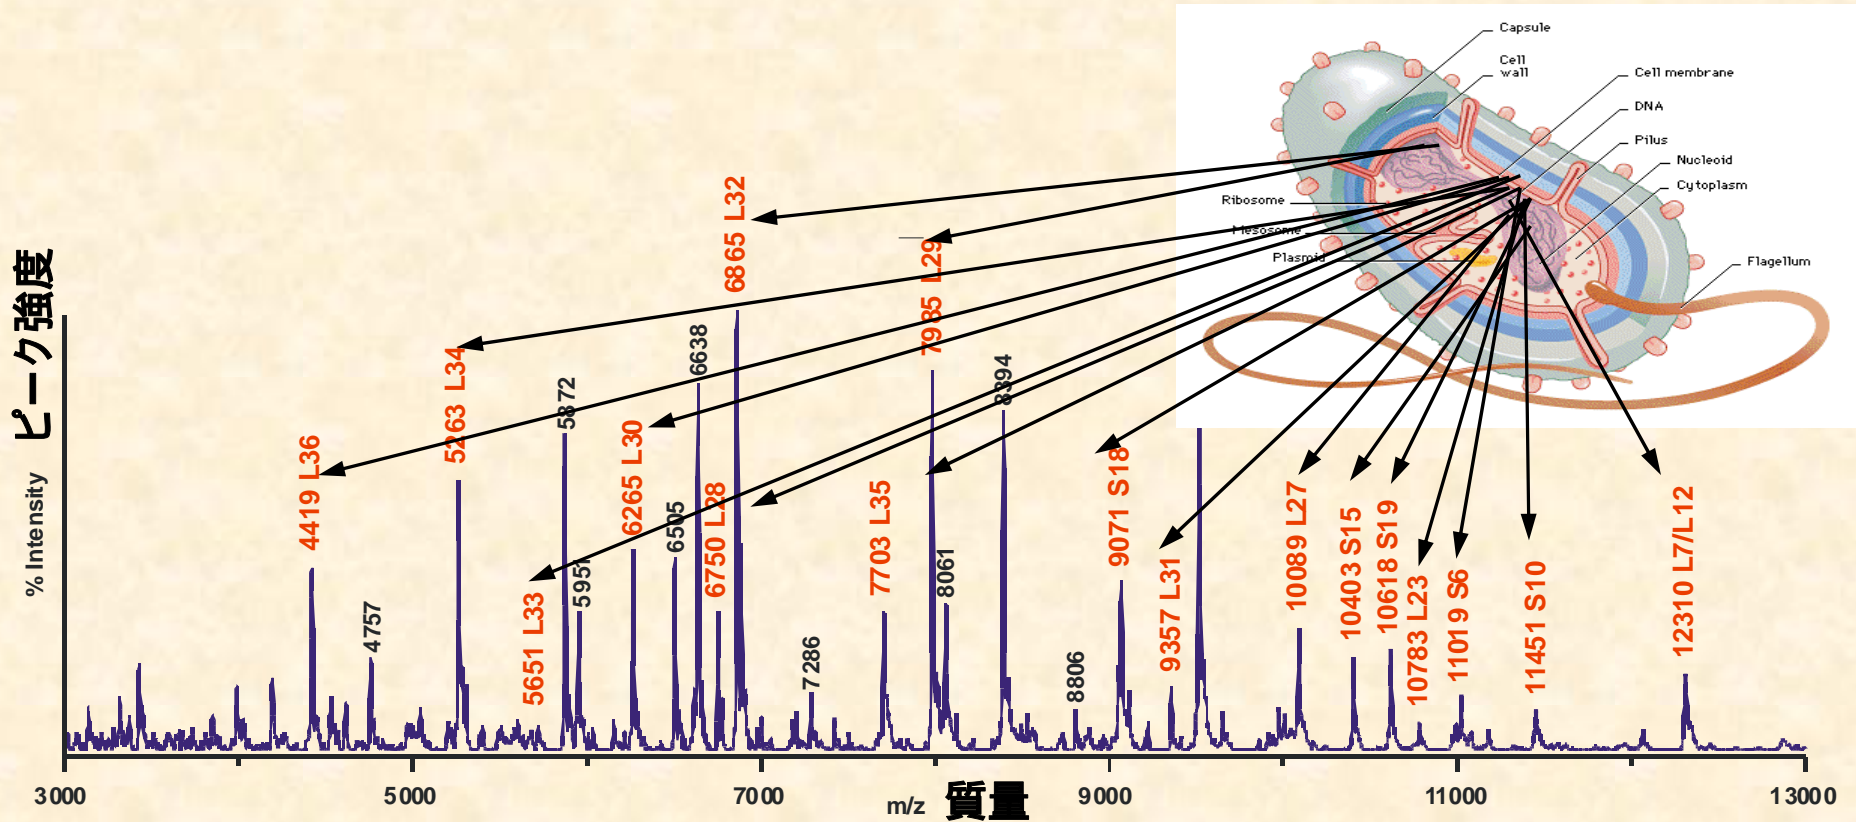 Capsule
Cell
wall
Cell membrane
DNA
Pilus
Nucleoid
Cytoplasm
Ribosome
Mesosome
Plasmid
Flagellum
ピーク強度
% Intensity
4419 L36
4757
5263 L34
5651 L33
5872
5951
6265 L30
6505
6638
6750 L28
6865 L32
7286
7703 L35
7985 L29
8061
8394
8806
9071 S18
9357 L31
10089 L27
10403 S15
10618 S19
10783 L23
11019 S6
11451 S10
12310 L7/L12
3000
5000
7000
9000
11000
13000
m/z 質量